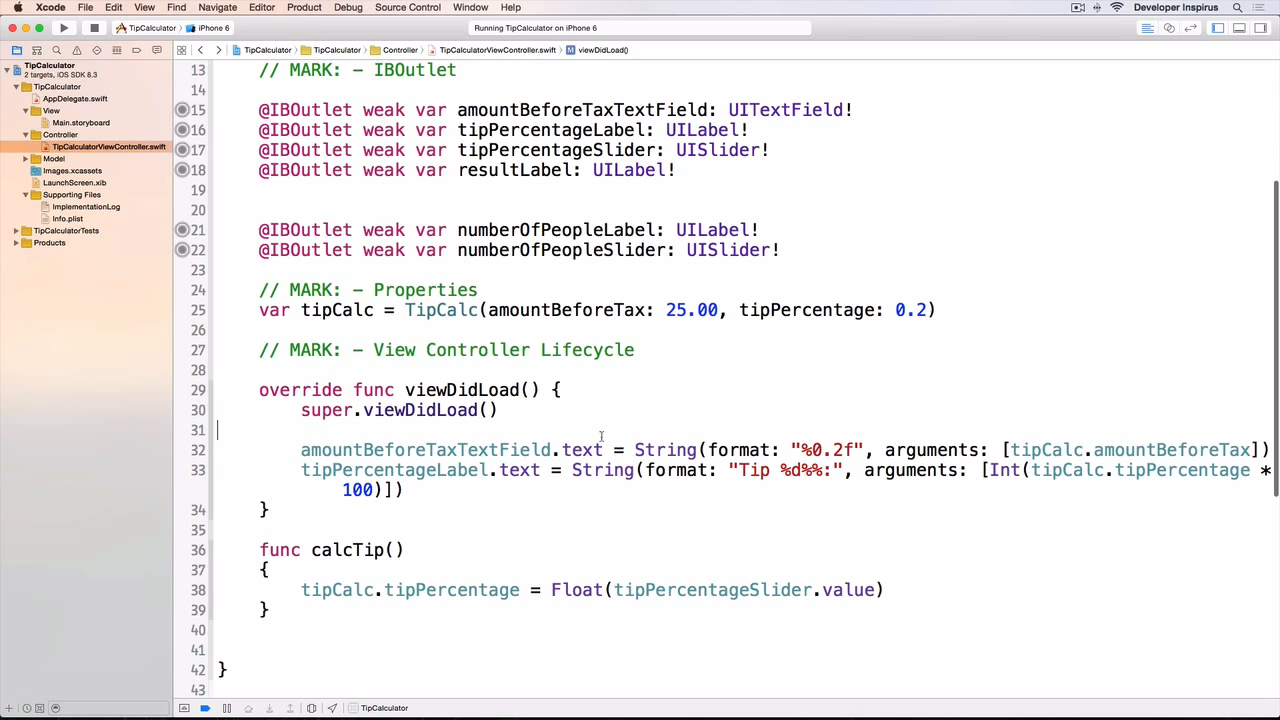 Xcode File Edit View Find Navigate Editor Product Debug Source Control Window Help Developer Inspirus
TipCalculator iPhone 6 Running TipCalculator on iPhone 6
TipCalculator TipCalculator Controller TipCalculatorViewController.swift M viewDidLoad()
TipCalculator
2 targets, iOS SDK 8.3
TipCalculator
AppDelegate.swift
View
Main.storyboard
Controller
TipCalculatorViewController.swift
Model
Images.xcassets
LaunchScreen.xib
Supporting Files
ImplementationLog
Info.plist
TipCalculatorTests
Products
13 // MARK: - IBOutlet
14
15 @IBOutlet weak var amountBeforeTaxTextField: UITextField!
16 @IBOutlet weak var tipPercentageLabel: UILabel!
17 @IBOutlet weak var tipPercentageSlider: UISlider!
18 @IBOutlet weak var resultLabel: UILabel!
19
20
21 @IBOutlet weak var numberOfPeopleLabel: UILabel!
22 @IBOutlet weak var numberOfPeopleSlider: UISlider!
23
24 // MARK: - Properties
25 var tipCalc = TipCalc(amountBeforeTax: 25.00, tipPercentage: 0.2)
26
27 // MARK: - View Controller Lifecycle
28
29 override func viewDidLoad() {
30 super.viewDidLoad()
31
32 amountBeforeTaxTextField.text = String(format: "%0.2f", arguments: [tipCalc.amountBeforeTax])
33 tipPercentageLabel.text = String(format: "Tip %d%%:", arguments: [Int(tipCalc.tipPercentage *
100)])
34 }
35
36 func calcTip()
37 {
38 tipCalc.tipPercentage = Float(tipPercentageSlider.value)
39 }
40
41
42 }
43
TipCalculator